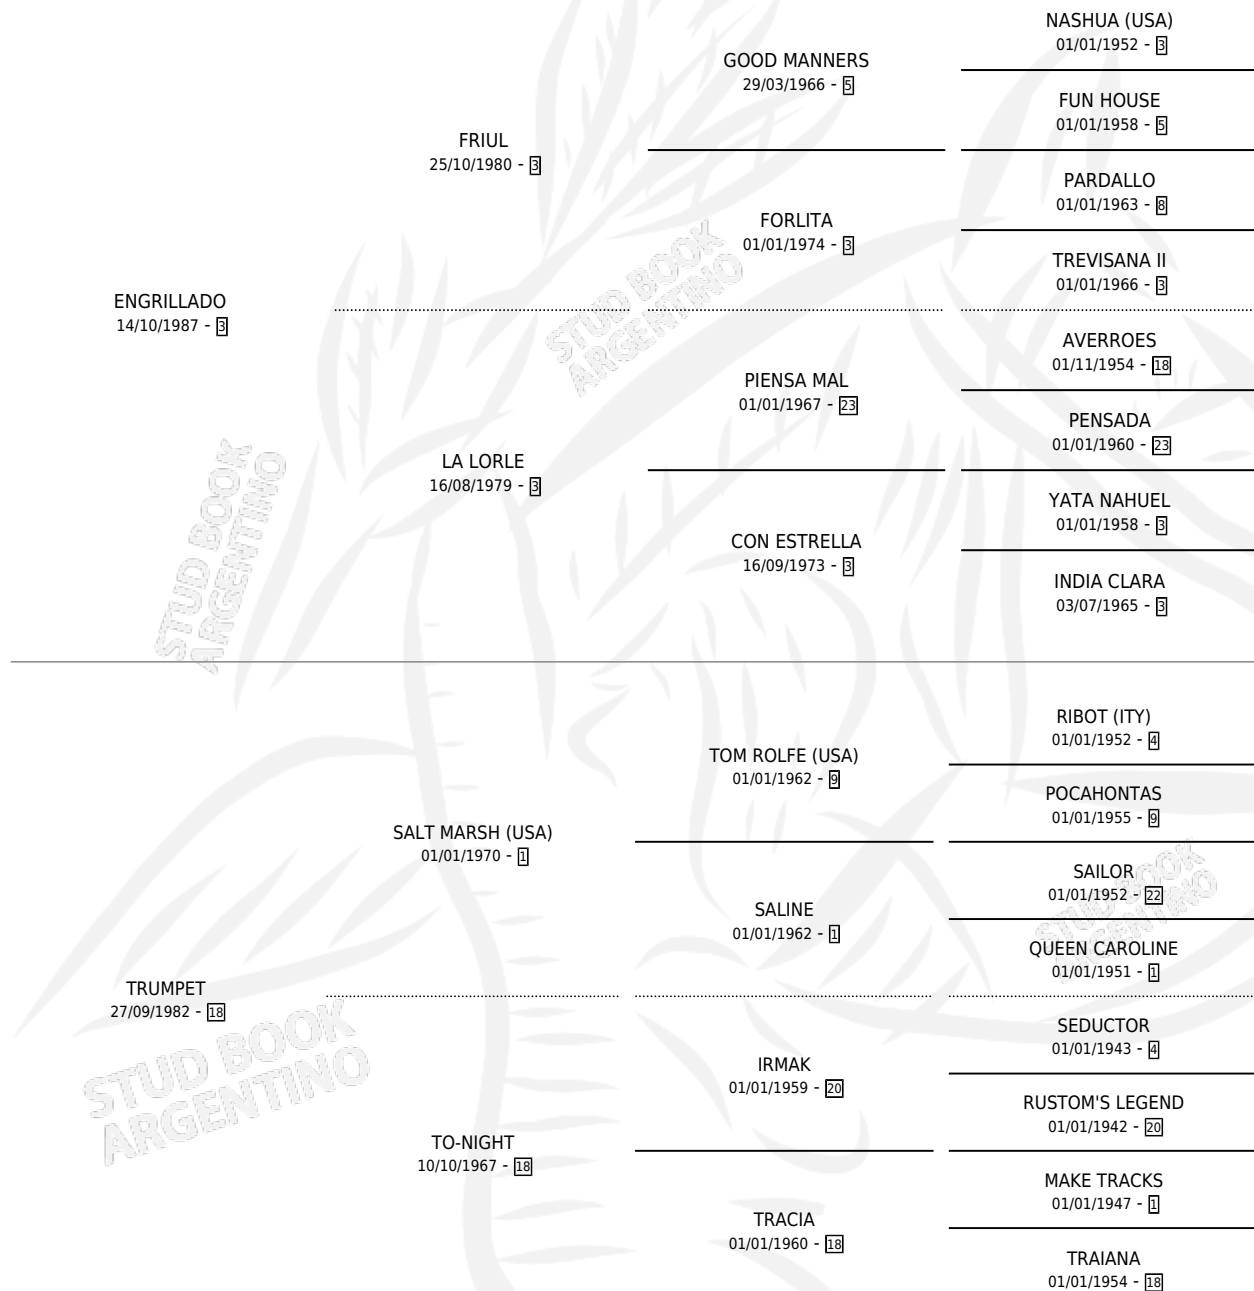 NASHUA (USA)
01/01/1952 - 3
GOOD MANNERS
29/03/1966 - 5
FUN HOUSE
01/01/1958 - 5
FRIUL
25/10/1980 - 3
PARDALLO
01/01/1963 - 8
FORLITA
01/01/1974 - 3
TREVISANA II
01/01/1966 - 3
ENGRILLADO
14/10/1987 - 3
STUD BOOK
ARGENTINO
AVERROES
01/11/1954 - 18
PIENSA MAL
01/01/1967 - 23
PENSADA
01/01/1960 - 23
LA LORLE
16/08/1979 - 3
YATA NAHUEL
01/01/1958 - 3
CON ESTRELLA
16/09/1973 - 3
INDIA CLARA
03/07/1965 - 3
STUD BOOK
ARGENTINO
RIBOT (ITY)
01/01/1952 - 4
TOM ROLFE (USA)
01/01/1962 - 9
POCAHONTAS
01/01/1955 - 9
SALT MARSH (USA)
01/01/1970 - 1
SAILOR
01/01/1952 - 22
SALINE
01/01/1962 - 1
QUEEN CAROLINE
01/01/1951 - 1
STUD BOOK
ARGENTINO
TRUMPET
27/09/1982 - 18
STUD BOOK
ARGENTINO
SEDUCTOR
01/01/1943 - 4
IRMAK
01/01/1959 - 20
RUSTOM'S LEGEND
01/01/1942 - 20
TO-NIGHT
10/10/1967 - 18
MAKE TRACKS
01/01/1947 - 1
TRACIA
01/01/1960 - 18
TRAIANA
01/01/1954 - 18